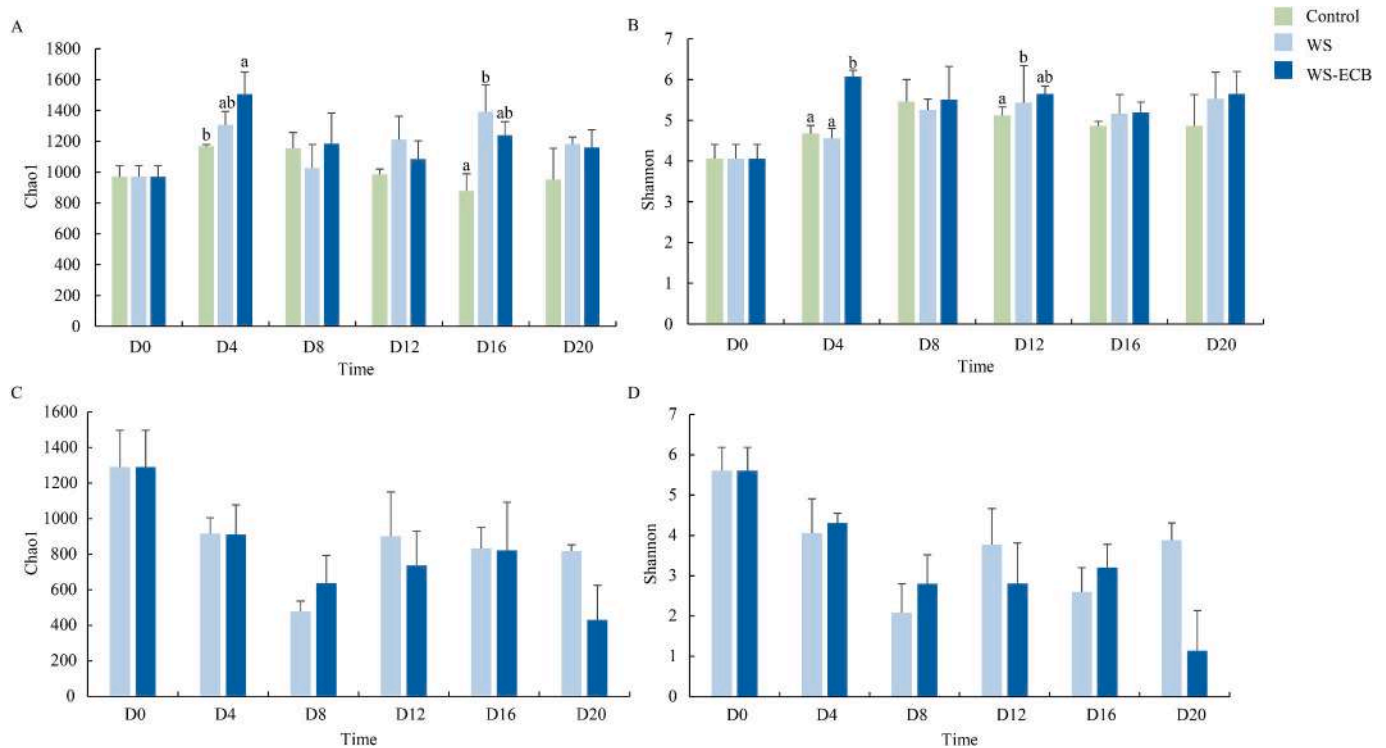 A
1800
1600
1400
1200
1000
800
600
400
200
0
Chao1
b
ab
a
a
b
ab
D0 D4 D8 D12 D16 D20
Time
B
7
6
5
4
3
2
1
0
Shannon
a
a
b
a
b
ab
D0 D4 D8 D12 D16 D20
Time
Control
WS
WS-ECB
C
1600
1400
1200
1000
800
600
400
200
0
Chao1
D0 D4 D8 D12 D16 D20
Time
D
7
6
5
4
3
2
1
0
Shannon
D0 D4 D8 D12 D16 D20
Time